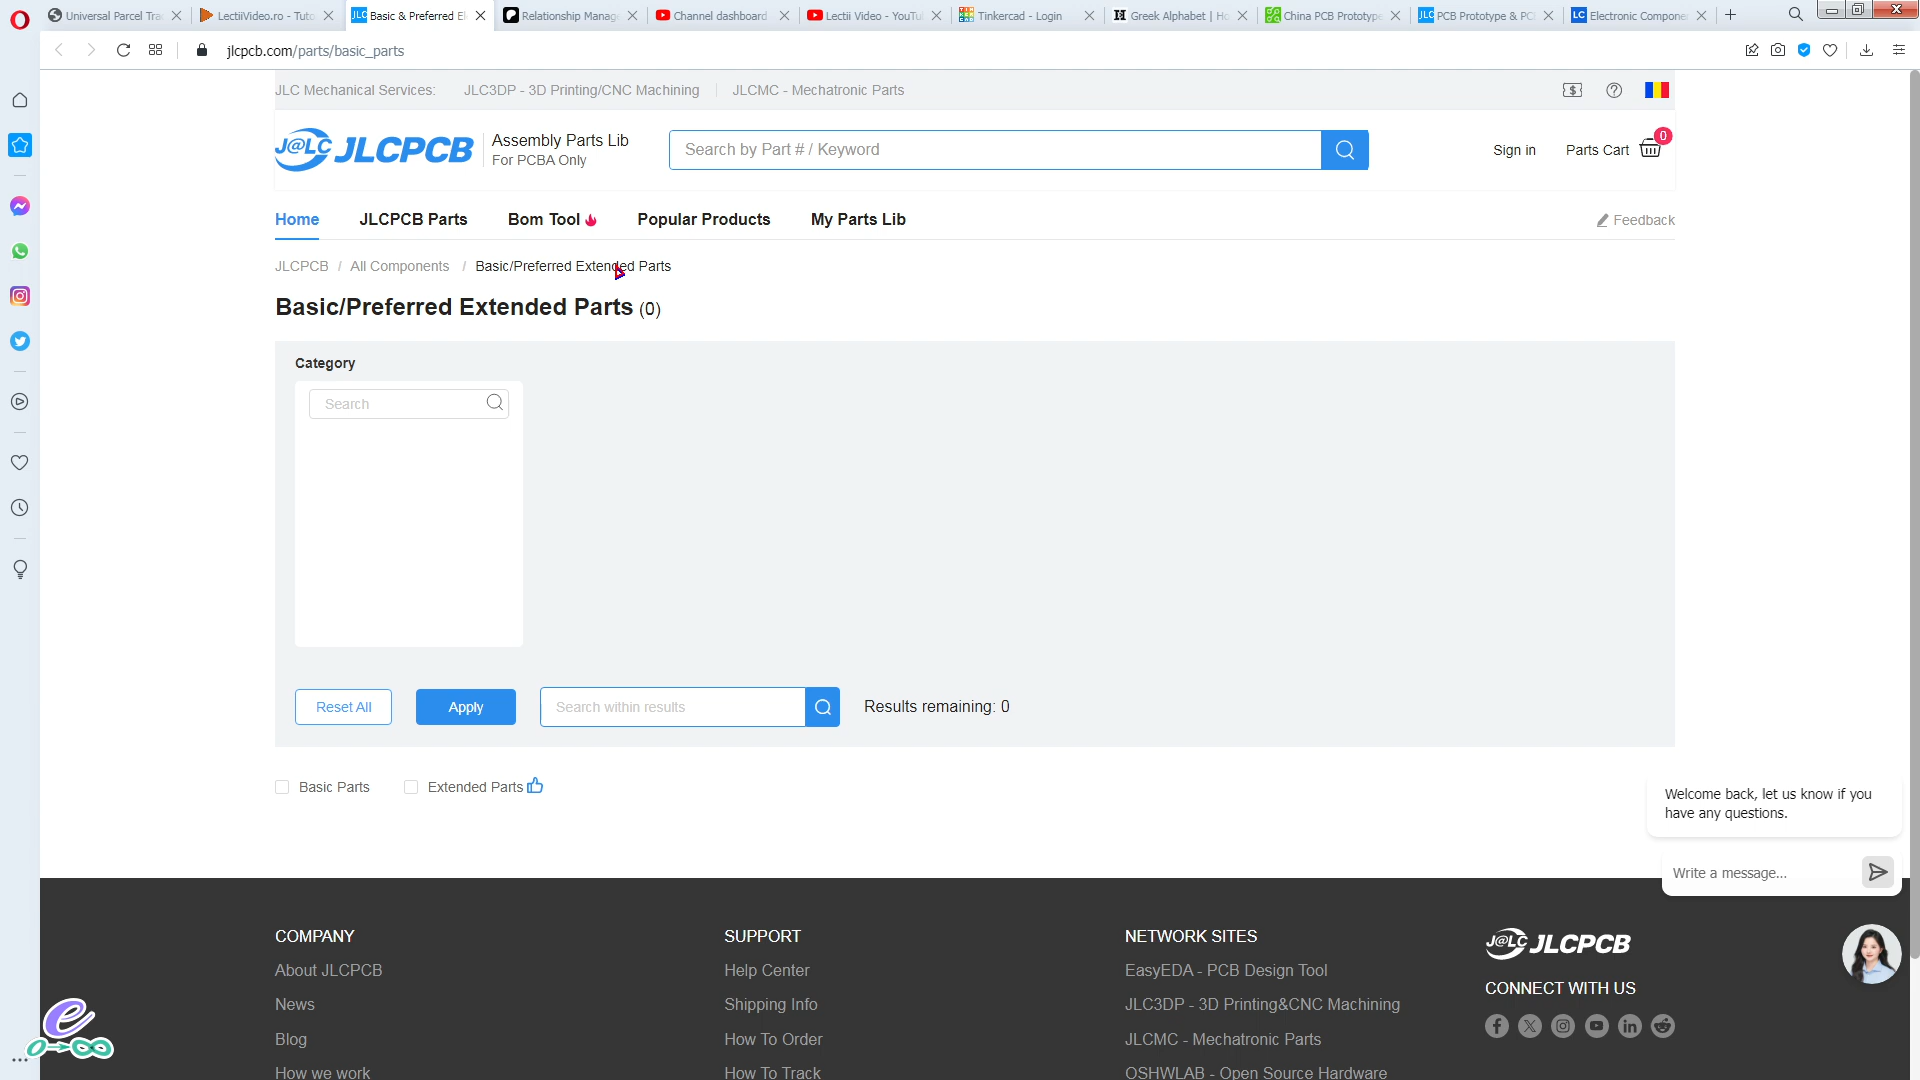 Universal Parcel Tra
LectiiVideo.ro - Tuto
Basic & Preferred E
Relationship Manag
Channel dashboard
Lectii Video - YouTu
Tinkercad - Login
Greek Alphabet | H
China PCB Prototype
PCB Prototype & PC
Electronic Compone
jlcpcb.com/parts/basic_parts
JLC Mechanical Services:
JLC3DP - 3D Printing/CNC Machining
JLCMC - Mechatronic Parts
J@LC JLCPCB
Assembly Parts Lib
For PCBA Only
Search by Part # / Keyword
Sign in
Parts Cart
0
Home
JLCPCB Parts
Bom Tool
Popular Products
My Parts Lib
Feedback
JLCPCB / All Components / Basic/Preferred Extended Parts
Basic/Preferred Extended Parts (0)
Category
Search
Reset All
Apply
Search within results
Results remaining: 0
Basic Parts
Extended Parts
Welcome back, let us know if you
have any questions.
Write a message...
COMPANY
About JLCPCB
News
Blog
How we work
SUPPORT
Help Center
Shipping Info
How To Order
How To Track
NETWORK SITES
EasyEDA - PCB Design Tool
JLC3DP - 3D Printing&CNC Machining
JLCMC - Mechatronic Parts
OSHWLAB - Open Source Hardware
J@LC JLCPCB
CONNECT WITH US